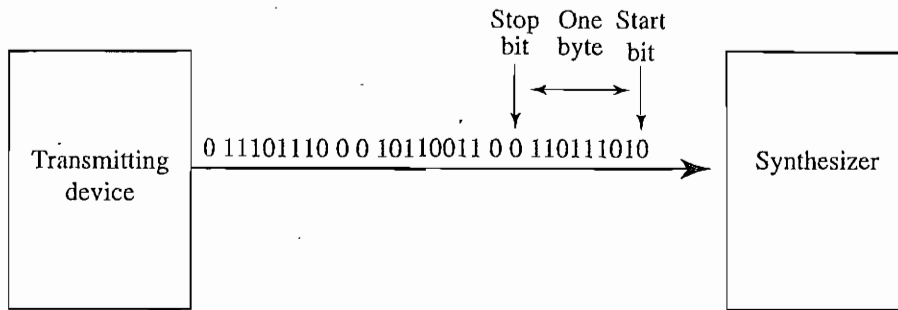 Stop One Start
bit byte bit
0 11101110 0 0 10110011 0 0 110111010
Transmitting
device
Synthesizer